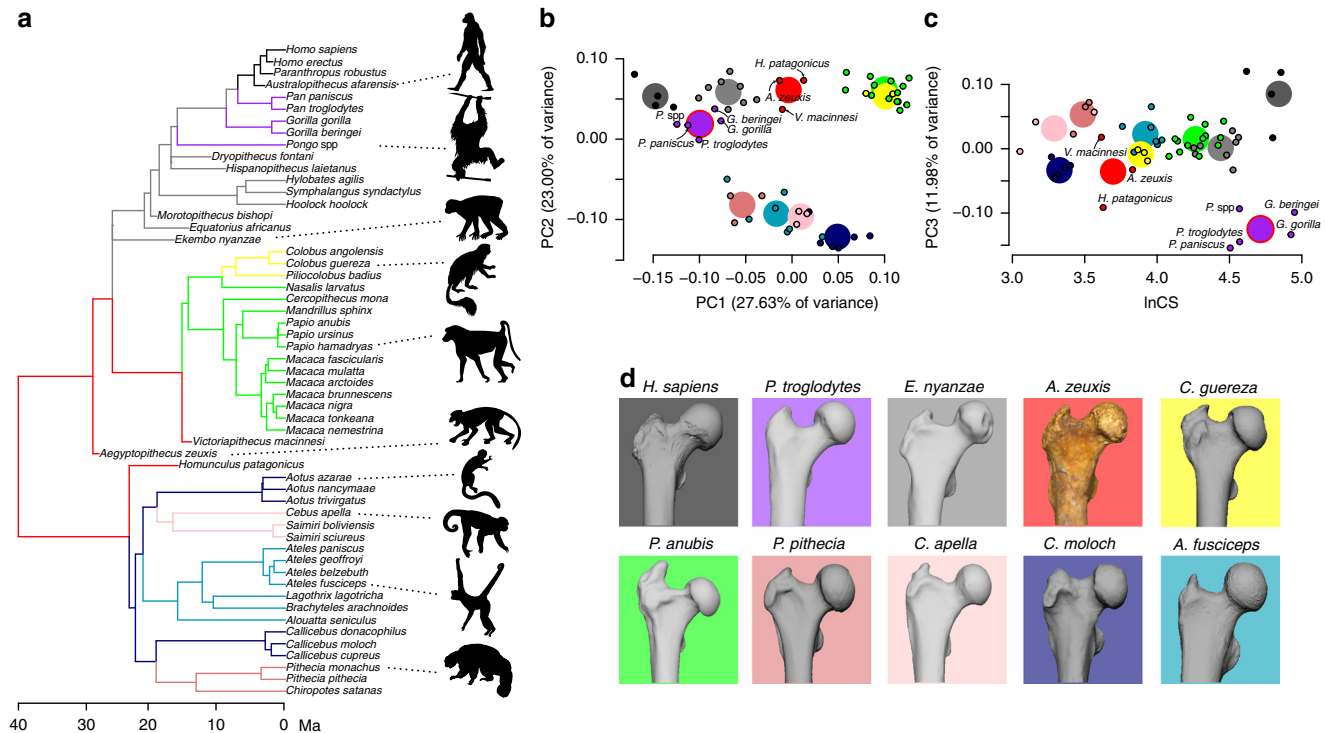 a
Homo sapiens
Homo erectus
Paranthropus robustus
Australopithecus afarensis
Pan paniscus
Pan troglodytes
Gorilla gorilla
Gorilla beringei
Pongo spp
Dryopithecus fontani
Hispanopithecus laietanus
Hylobates agilis
Symphalangus syndactylus
Hoolock hoolock
Morotopithecus bishopi
Equatorius africanus
Ekembo nyanzae
Colobus angolensis
Colobus guereza
Piliocolobus badius
Nasalis larvatus
Cercopithecus mona
Mandrillus sphinx
Papio anubis
Papio ursinus
Papio hamadryas
Macaca fascicularis
Macaca mulatta
Macaca arctoides
Macaca brunnescens
Macaca nigra
Macaca tonkeana
Macaca nemestrina
Victoriapithecus macinnesi
Aegyptopithecus zeuxis
Homunculus patagonicus
Aotus azarae
Aotus nancymaae
Aotus trivirgatus
Cebus apella
Saimiri boliviensis
Saimiri sciureus
Ateles paniscus
Ateles geoffroyi
Ateles belzebuth
Ateles fusciceps
Lagothrix lagotricha
Brachyteles arachnoides
Alouatta seniculus
Callicebus donacophilus
Callicebus moloch
Callicebus cupreus
Pithecia monachus
Pithecia pithecia
Chiropotes satanas
40 30 20 10 0 Ma
b
PC2 (23.00% of variance)
0.10
0.00
−0.10
H. patagonicus
A. zeuxis
V. macinnesi
P. spp
G. beringei
G. gorilla
P. paniscus
P. troglodytes
−0.15 −0.10 −0.05 0.00 0.05 0.10
PC1 (27.63% of variance)
c
PC3 (11.98% of variance)
0.10
0.00
−0.10
V. macinnesi
A. zeuxis
H. patagonicus
P. spp
G. beringei
G. gorilla
P. troglodytes
P. paniscus
3.0 3.5 4.0 4.5 5.0
lnCS
d
H. sapiens P. troglodytes E. nyanzae A. zeuxis C. guereza
P. anubis P. pithecia C. apella C. moloch A. fusciceps